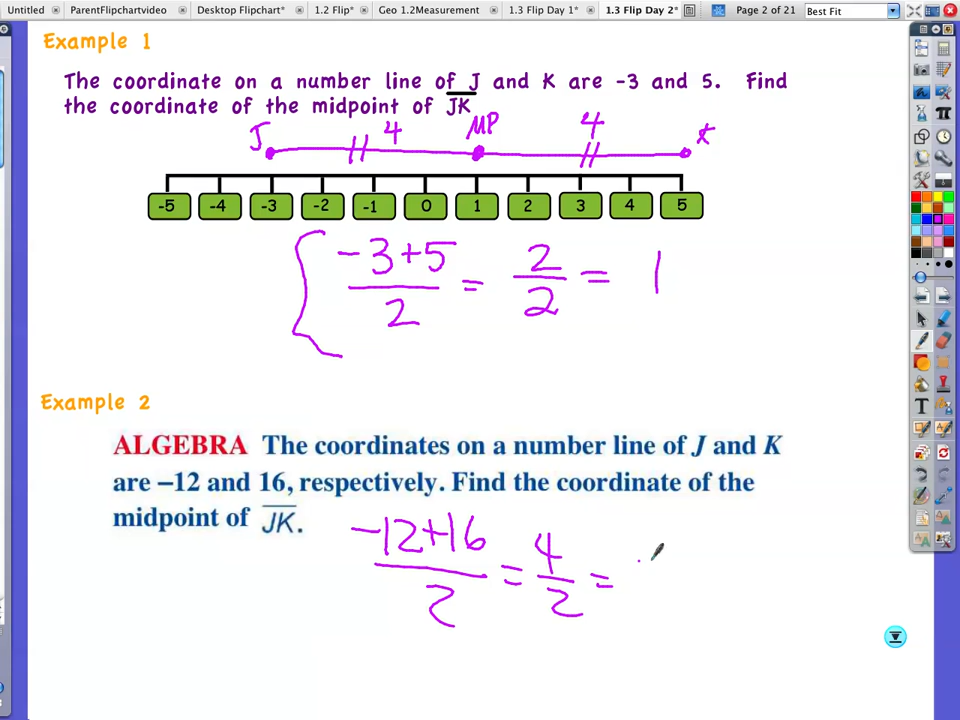 Untitled ParentFlipchartvideo Desktop Flipchart* 1.2 Flip* Geo 1.2Measurement 1.3 Flip Day 1* 1.3 Flip Day 2* Page 2 of 21 Best Fit
Example 1
The coordinate on a number line of J and K are -3 and 5. Find
the coordinate of the midpoint of JK
J 4 MP 4 K
-5 -4 -3 -2 -1 0 1 2 3 4 5
-3+5 / 2 = 2 / 2 = 1
Example 2
ALGEBRA The coordinates on a number line of J and K
are −12 and 16, respectively. Find the coordinate of the
midpoint of JK.
-12+16 / 2 = 4 / 2 =